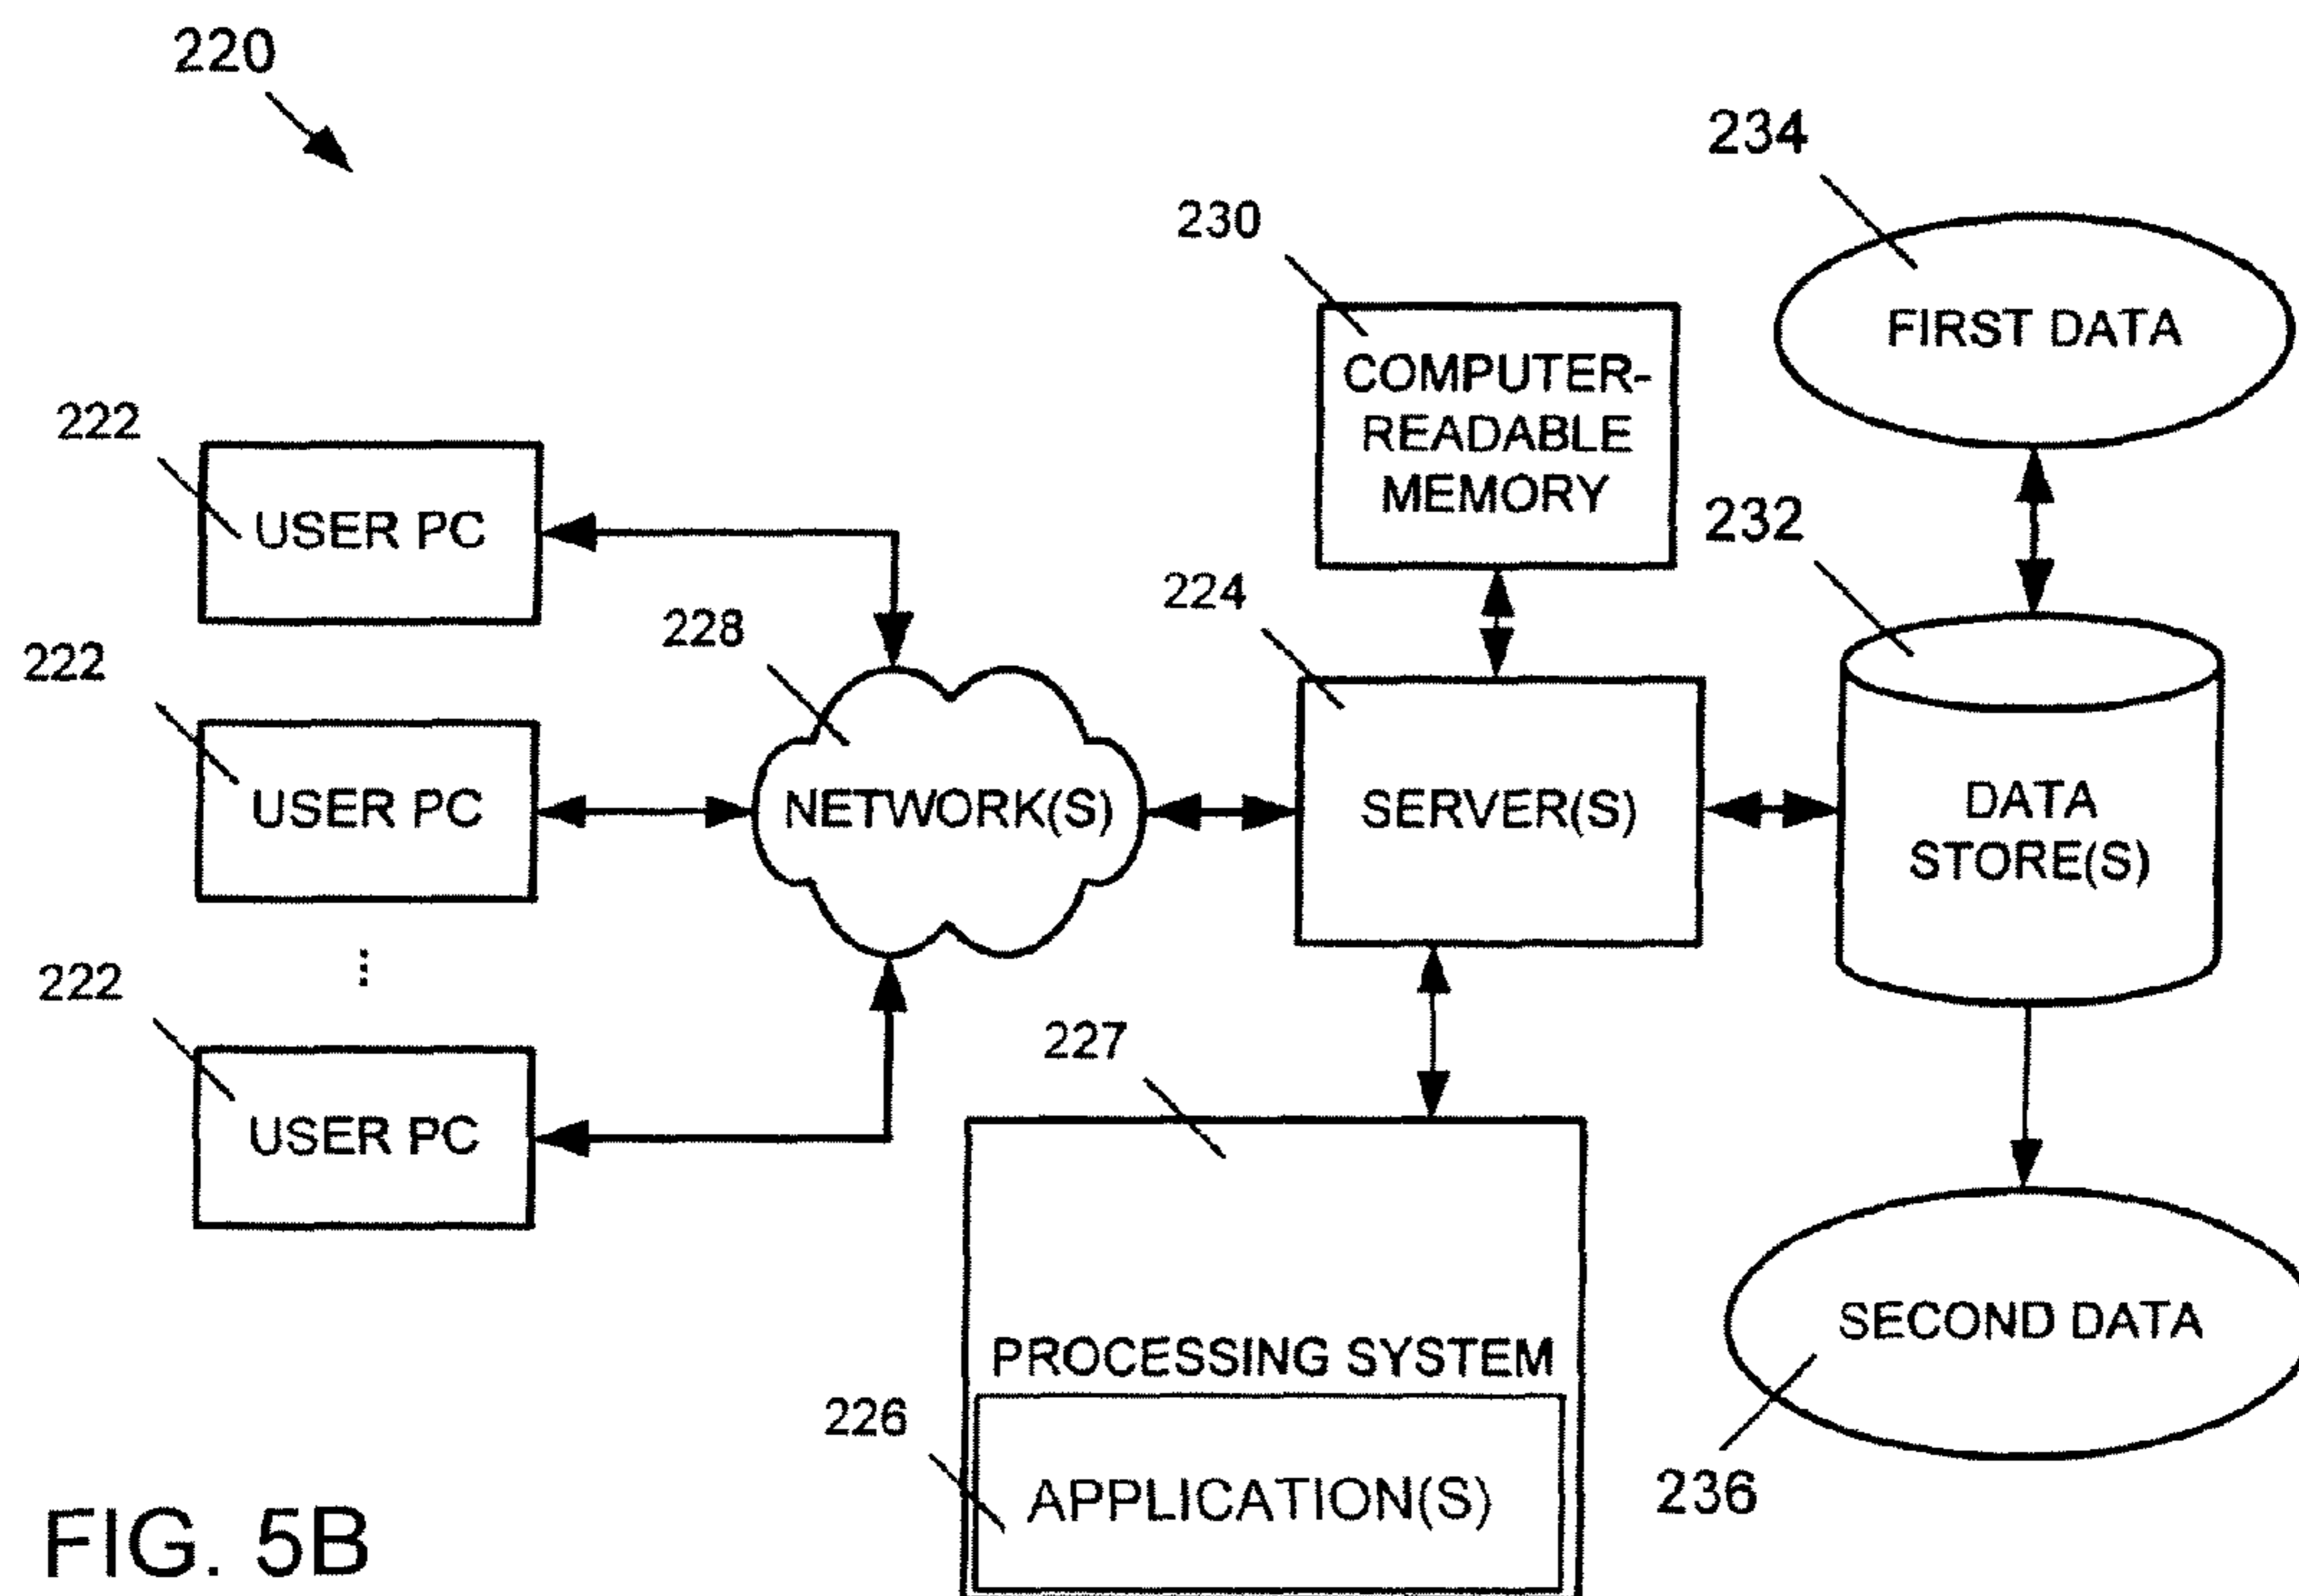 220
234
230
FIRST DATA
COMPUTER-
READABLE
MEMORY
222
USER PC
232
224
228
222
USER PC
NETWORK(S)
SERVER(S)
DATA
STORE(S)
222
...
227
USER PC
SECOND DATA
PROCESSING SYSTEM
226
236
APPLICATION(S)
FIG. 5B